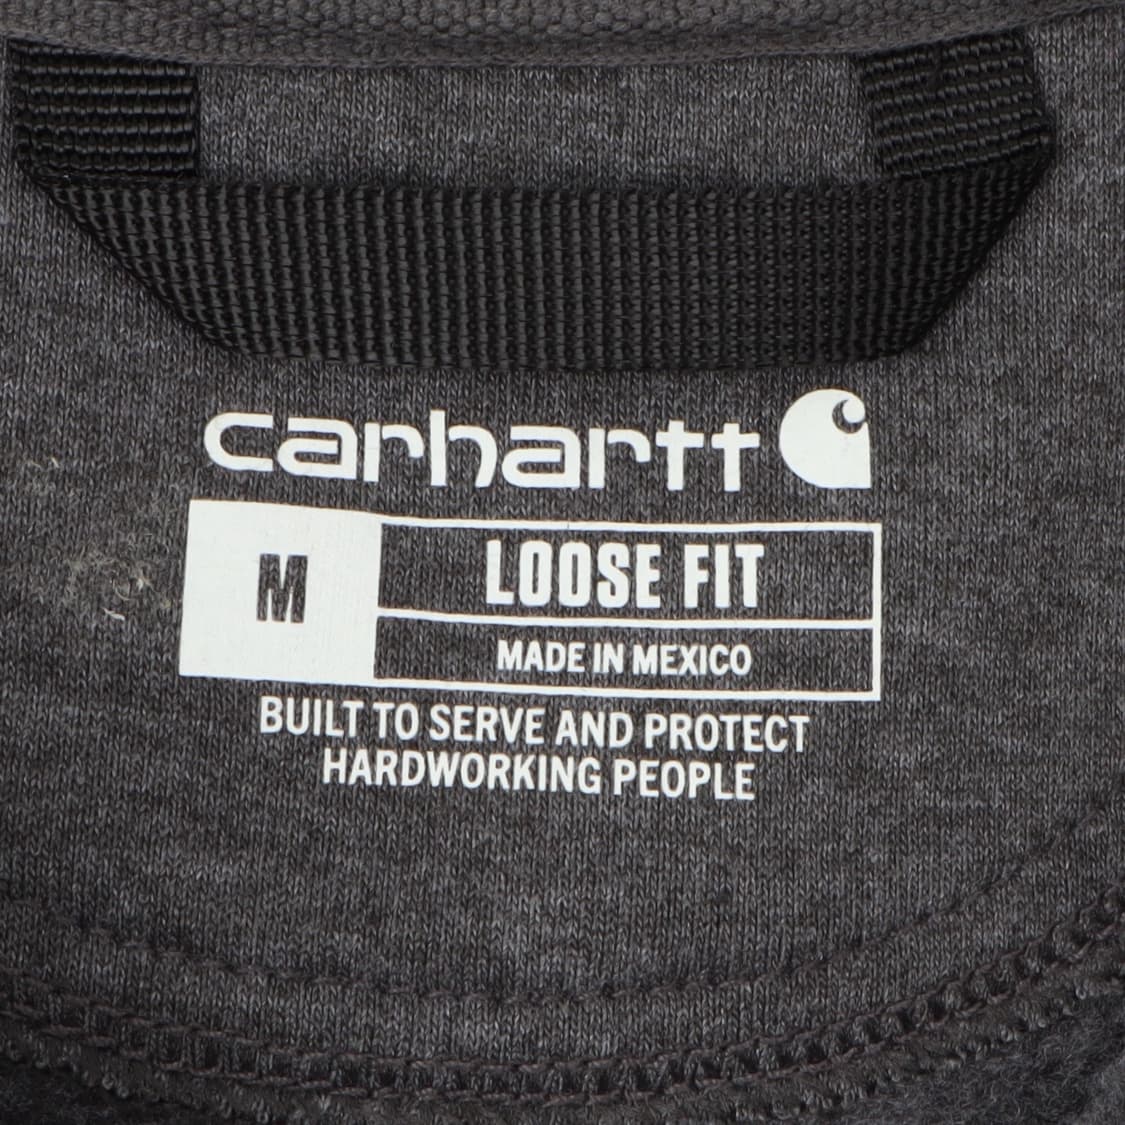 carhartt
M
LOOSE FIT
MADE IN MEXICO
BUILT TO SERVE AND PROTECT
HARDWORKING PEOPLE